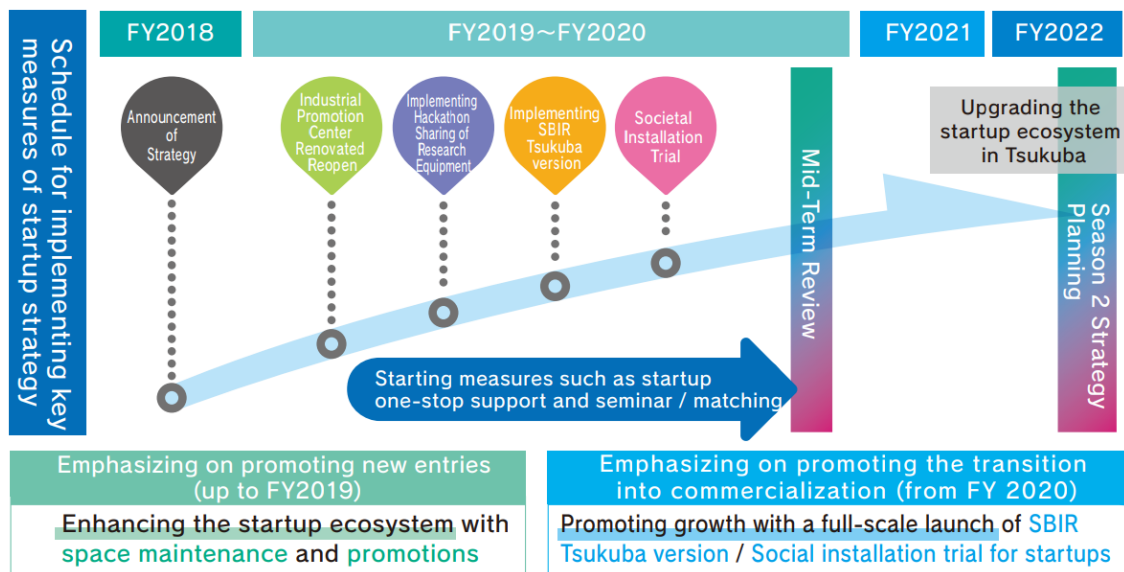 Schedule for implementing key
measures of startup strategy
FY2018
FY2019~FY2020
FY2021
FY2022
Announcement
of
Strategy
Industrial
Promotion
Center
Renovated
Reopen
Implementing
Hackathon
Sharing of
Research
Equipment
Implementing
SBIR
Tsukuba
version
Societal
Installation
Trial
Mid-Term Review
Upgrading the
startup ecosystem
in Tsukuba
Season 2 Strategy
Planning
Starting measures such as startup
one-stop support and seminar / matching
Emphasizing on promoting new entries
(up to FY2019)
Enhancing the startup ecosystem with
space maintenance and promotions
Emphasizing on promoting the transition
into commercialization (from FY 2020)
Promoting growth with a full-scale launch of SBIR
Tsukuba version / Social installation trial for startups